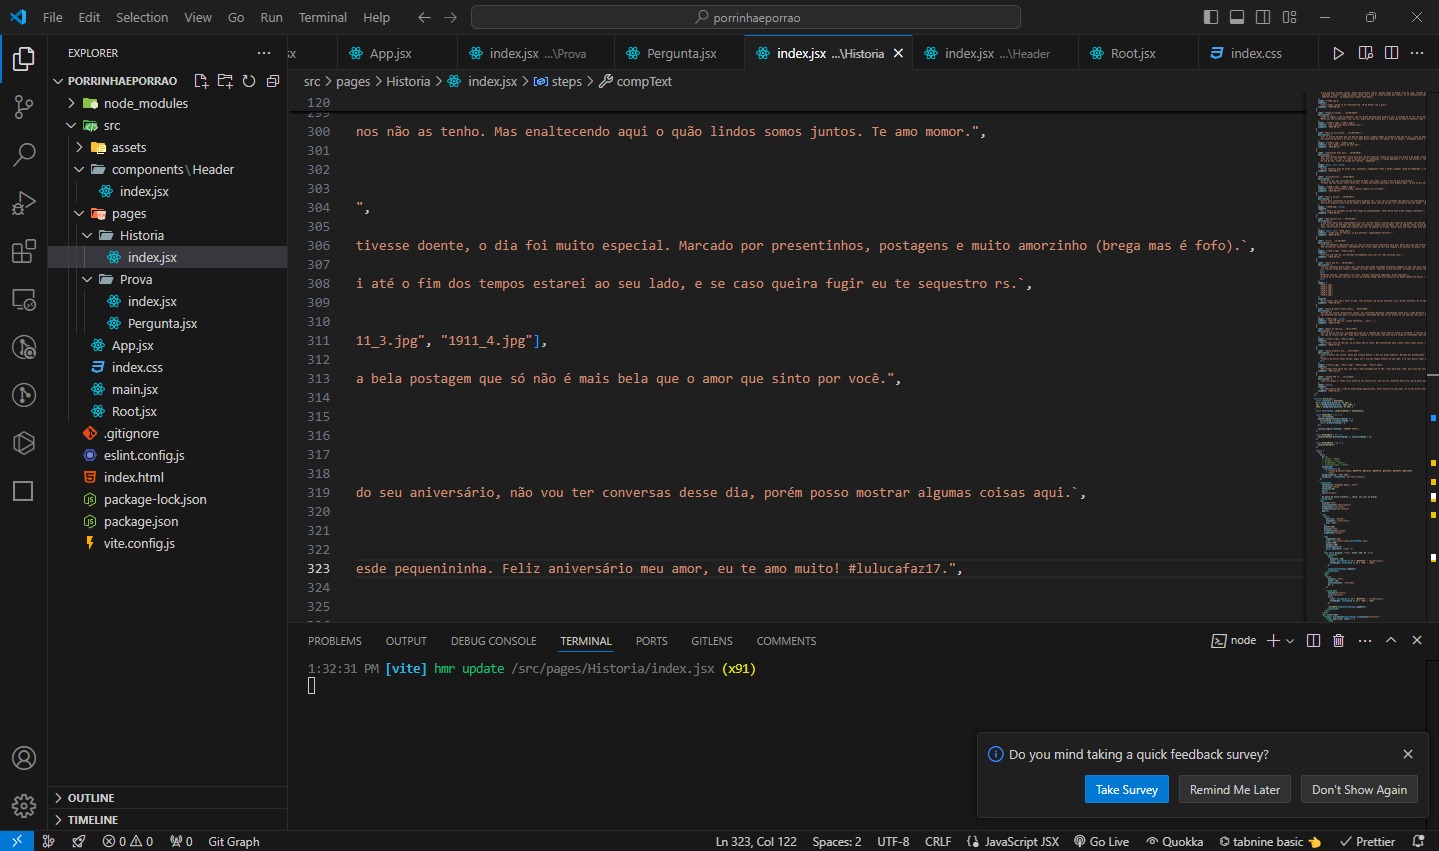 File Edit Selection View Go Run Terminal Help
porrinhaeporrao
EXPLORER
PORRINHAEPORRAO
node_modules
src
assets
components\Header
index.jsx
pages
Historia
index.jsx
Prova
index.jsx
Pergunta.jsx
App.jsx
index.css
main.jsx
Root.jsx
.gitignore
eslint.config.js
index.html
package-lock.json
package.json
vite.config.js
OUTLINE
TIMELINE
sx App.jsx index.jsx ...\Prova Pergunta.jsx index.jsx ...\Historia index.jsx ...\Header Root.jsx index.css
src > pages > Historia > index.jsx > steps > compText
120
299
300 nos não as tenho. Mas enaltecendo aqui o quão lindos somos juntos. Te amo momor.",
301
302
303
304 ",
305
306 tivesse doente, o dia foi muito especial. Marcado por presentinhos, postagens e muito amorzinho (brega mas é fofo).`,
307
308 i até o fim dos tempos estarei ao seu lado, e se caso queira fugir eu te sequestro rs.`,
309
310
311 11_3.jpg", "1911_4.jpg"],
312
313 a bela postagem que só não é mais bela que o amor que sinto por você.",
314
315
316
317
318
319 do seu aniversário, não vou ter conversas desse dia, porém posso mostrar algumas coisas aqui.`,
320
321
322
323 esde pequenininha. Feliz aniversário meu amor, eu te amo muito! #lulucafaz17.",
324
325
PROBLEMS OUTPUT DEBUG CONSOLE TERMINAL PORTS GITLENS COMMENTS
node
1:32:31 PM [vite] hmr update /src/pages/Historia/index.jsx (x91)
Do you mind taking a quick feedback survey?
Take Survey Remind Me Later Don't Show Again
0 0 0 Git Graph Ln 323, Col 122 Spaces: 2 UTF-8 CRLF JavaScript JSX Go Live Quokka tabnine basic Prettier